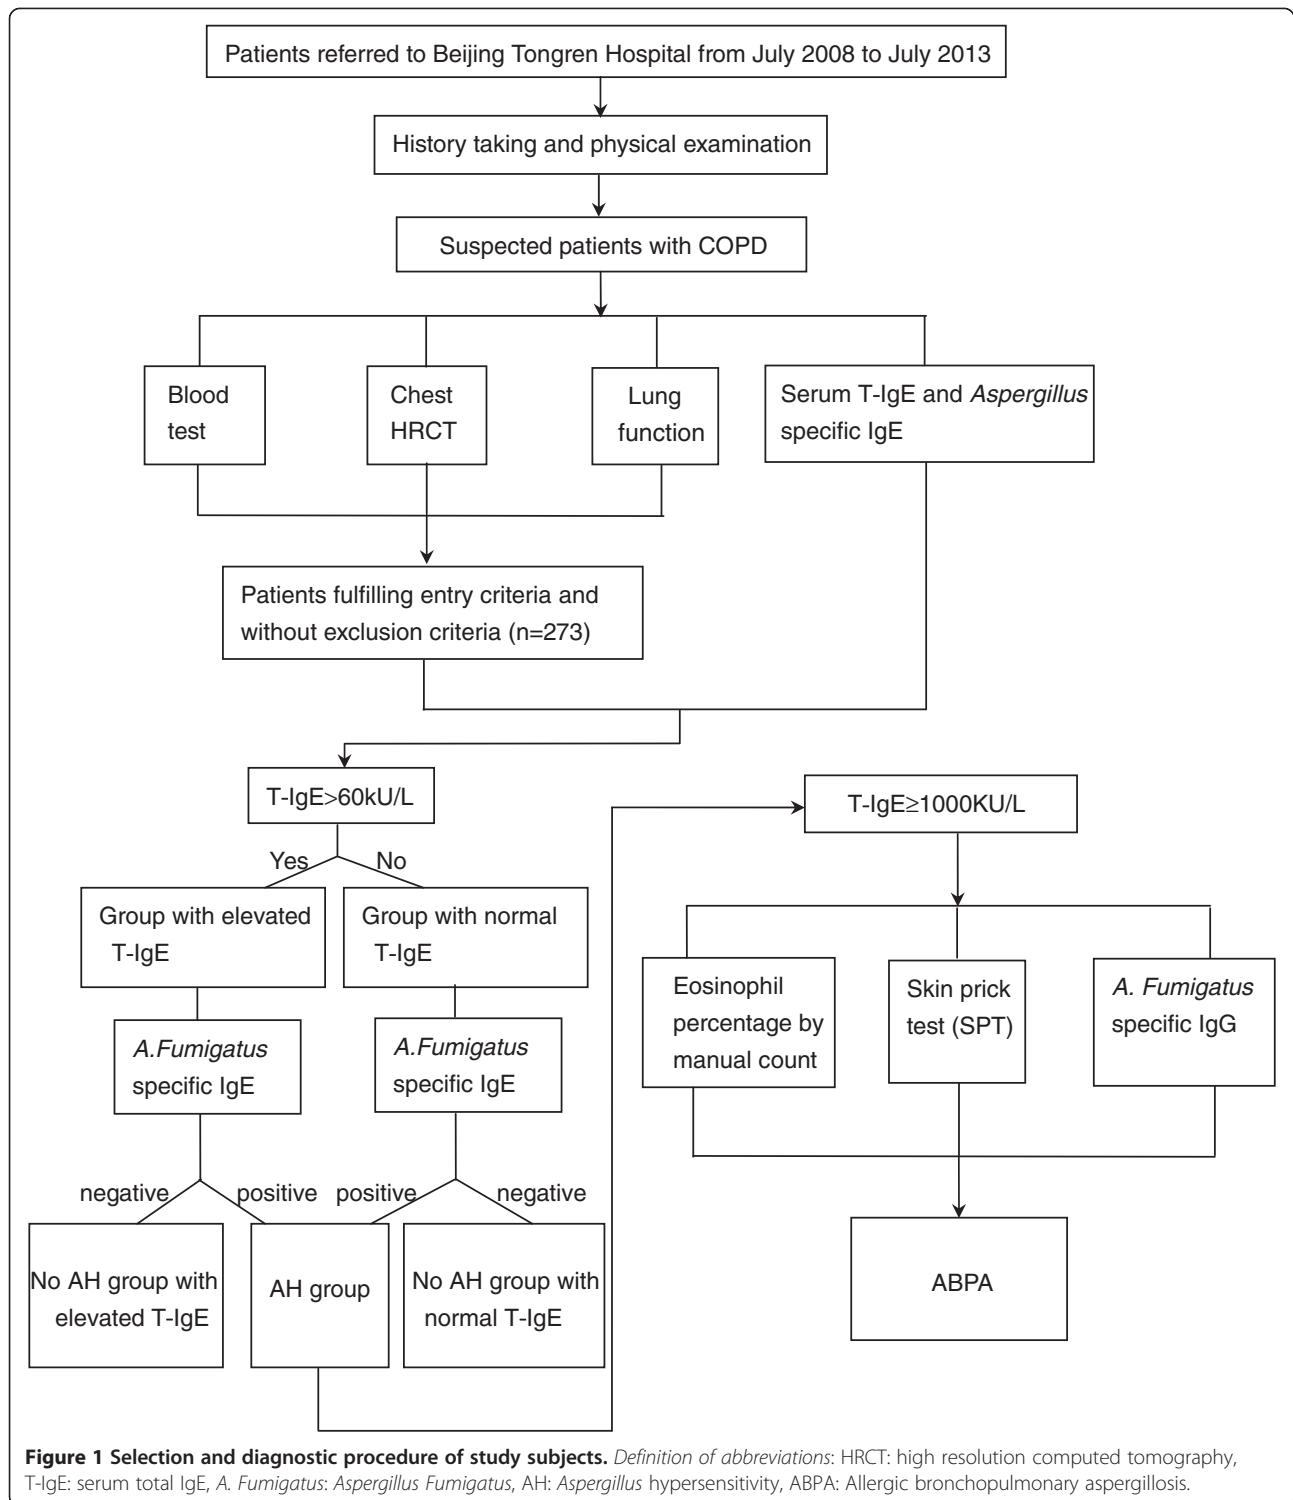 Patients referred to Beijing Tongren Hospital from July 2008 to July 2013
History taking and physical examination
Suspected patients with COPD
Blood
test
Chest
HRCT
Lung
function
Serum T-IgE and Aspergillus
specific IgE
Patients fulfilling entry criteria and
without exclusion criteria (n=273)
T-IgE>60kU/L
Yes
No
Group with elevated
T-IgE
Group with normal
T-IgE
A.Fumigatus
specific IgE
A.Fumigatus
specific IgE
negative
positive
positive
negative
No AH group with
elevated T-IgE
AH group
No AH group with
normal T-IgE
T-IgE≥1000KU/L
Eosinophil
percentage by
manual count
Skin prick
test (SPT)
A. Fumigatus
specific IgG
ABPA
Figure 1 Selection and diagnostic procedure of study subjects. Definition of abbreviations: HRCT: high resolution computed tomography,
T-IgE: serum total IgE, A. Fumigatus: Aspergillus Fumigatus, AH: Aspergillus hypersensitivity, ABPA: Allergic bronchopulmonary aspergillosis.